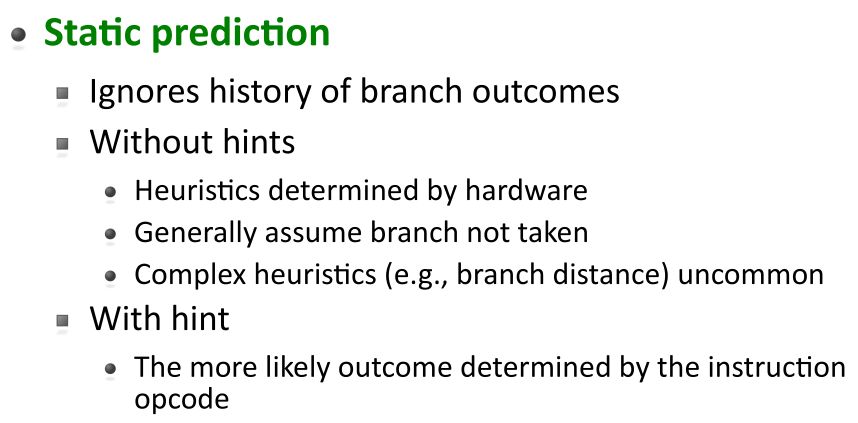 Static prediction
Ignores history of branch outcomes
Without hints
Heuristics determined by hardware
Generally assume branch not taken
Complex heuristics (e.g., branch distance) uncommon
With hint
The more likely outcome determined by the instruction
opcode